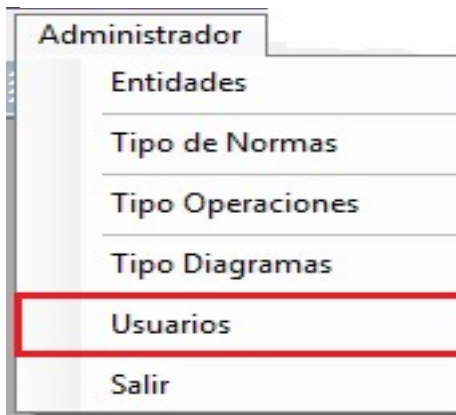 Administrador
Entidades
Tipo de Normas
Tipo Operaciones
Tipo Diagramas
Usuarios
Salir